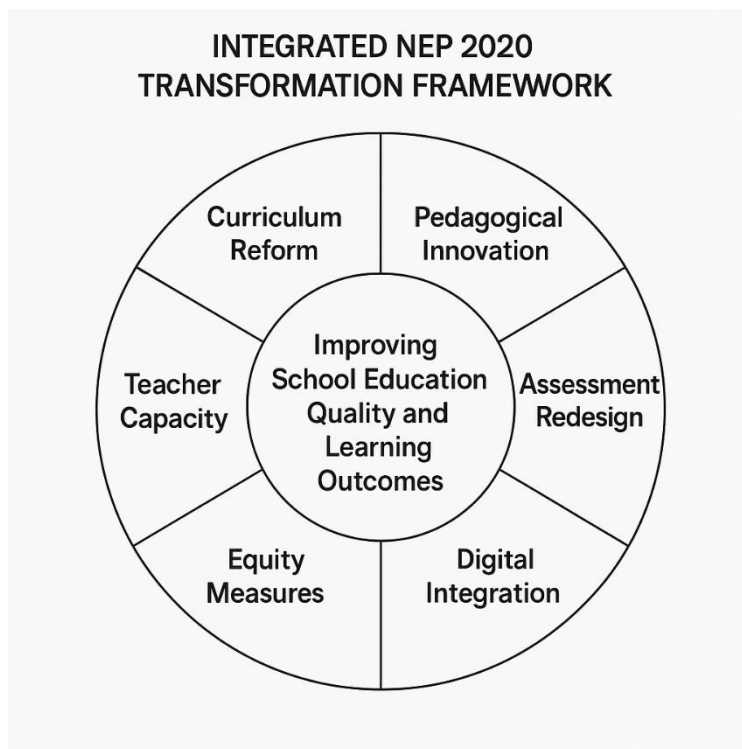 INTEGRATED NEP 2020
TRANSFORMATION FRAMEWORK
Curriculum
Reform
Pedagogical
Innovation
Teacher
Capacity
Improving
School Education
Quality and
Learning
Outcomes
Assessment
Redesign
Equity
Measures
Digital
Integration